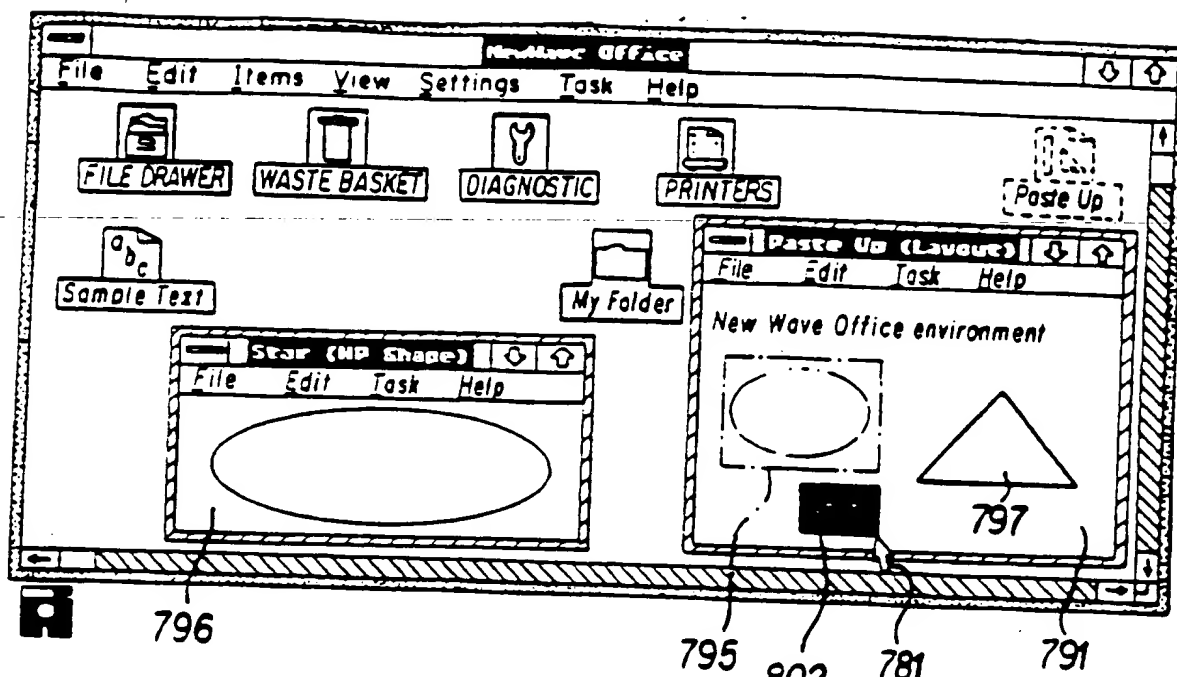 NewWave Office
File Edit Items View Settings Task Help
FILE DRAWER WASTE BASKET DIAGNOSTIC PRINTERS Paste Up
abc
Sample Text My Folder
Paste Up (Layout)
File Edit Task Help
New Wave Office environment
Star (HP Shape)
File Edit Task Help
797
796 795 802 781 791